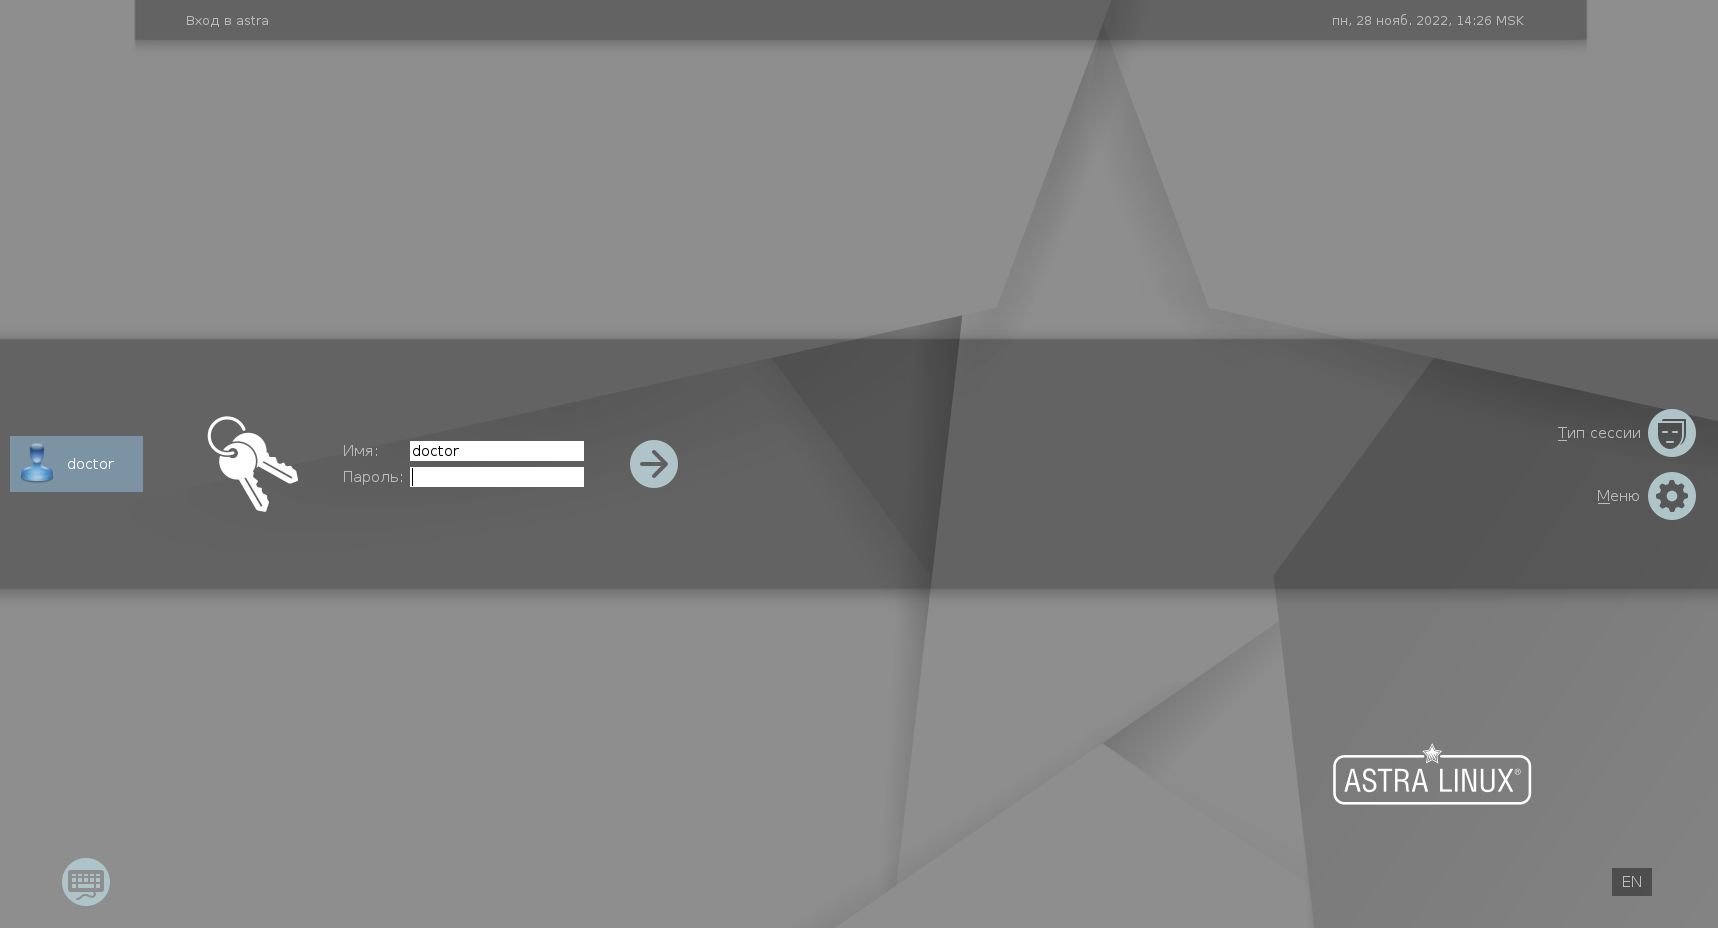 Вход в astra
пн, 28 нояб. 2022, 14:26 MSK
doctor
Имя: doctor
Пароль:
Тип сессии
Меню
ASTRA LINUX®
EN